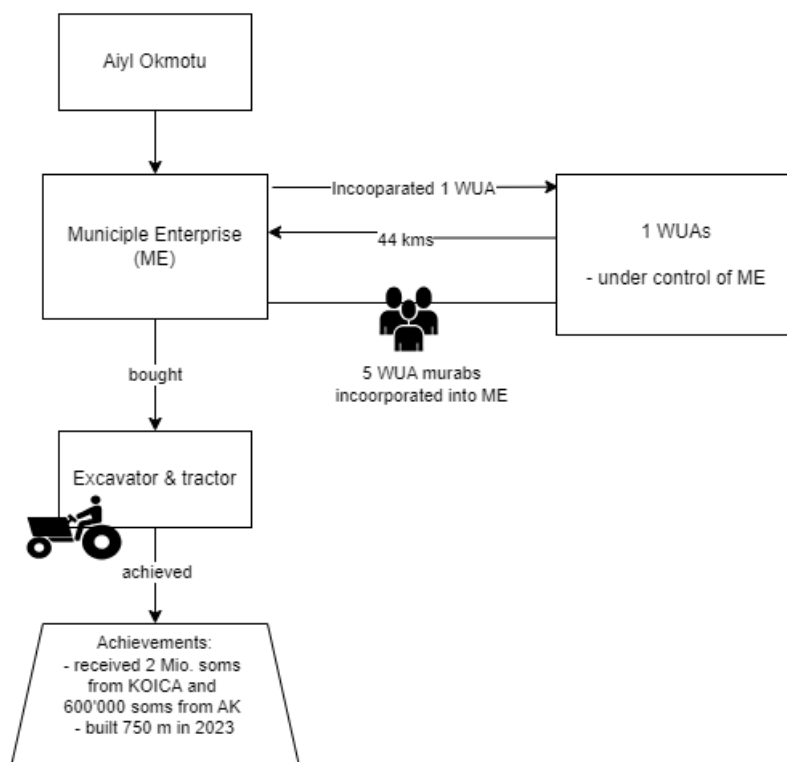 Aiyl Okmotu
Municiple Enterprise
(ME)
Incooparated 1 WUA
44 kms
1 WUAs
- under control of ME
5 WUA murabs
incoorporated into ME
bought
Excavator & tractor
achieved
Achievements:
- received 2 Mio. soms
from KOICA and
600'000 soms from AK
- built 750 m in 2023